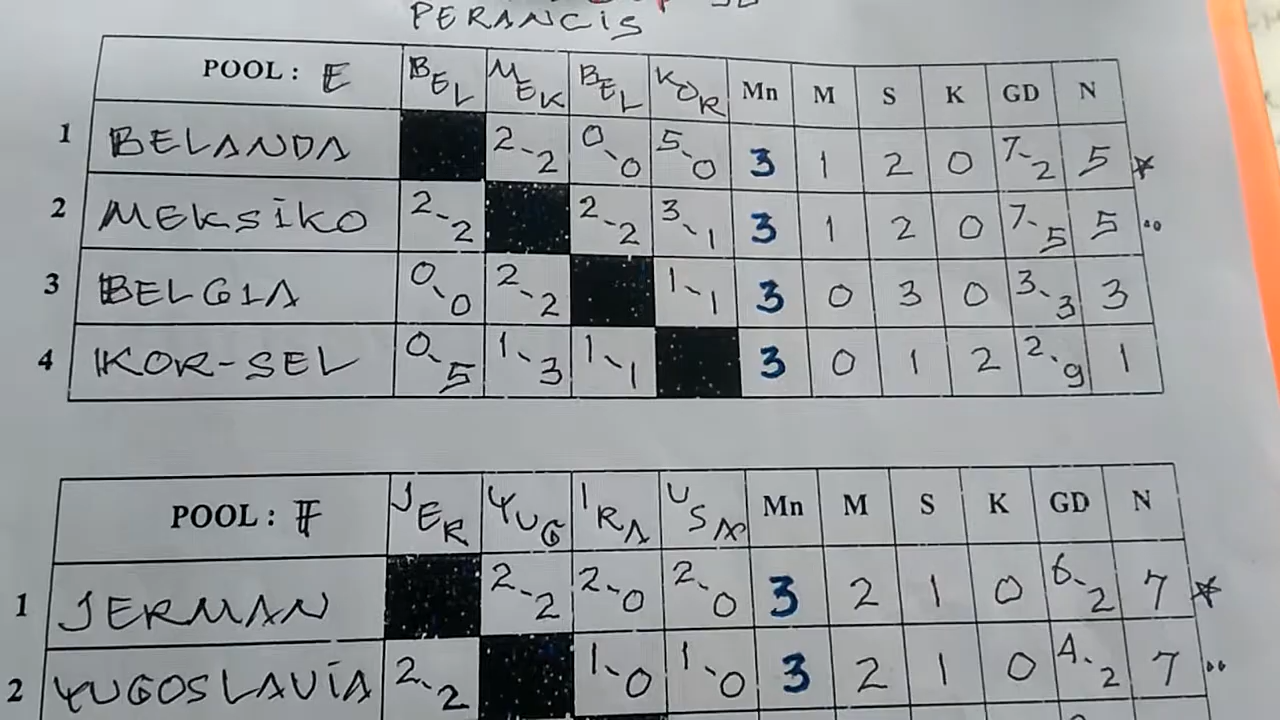 PERANCIS
POOL : E BEL MEK BEL KOR Mn M S K GD N
1 BELANDA 2-2 0-0 5-0 3 1 2 0 7-2 5
2 MEKSIKO 2-2 2-2 3-1 3 1 2 0 7-5 5
3 BELGIA 0-0 2-2 1-1 3 0 3 0 3-3 3
4 KOR-SEL 0-5 1-3 1-1 3 0 1 2 2-9 1
POOL : F JER YUG IRA USA Mn M S K GD N
1 JERMAN 2-2 2-0 2-0 3 2 1 0 6-2 7
2 YUGOSLAVIA 2-2 1-0 1-0 3 2 1 0 4-2 7